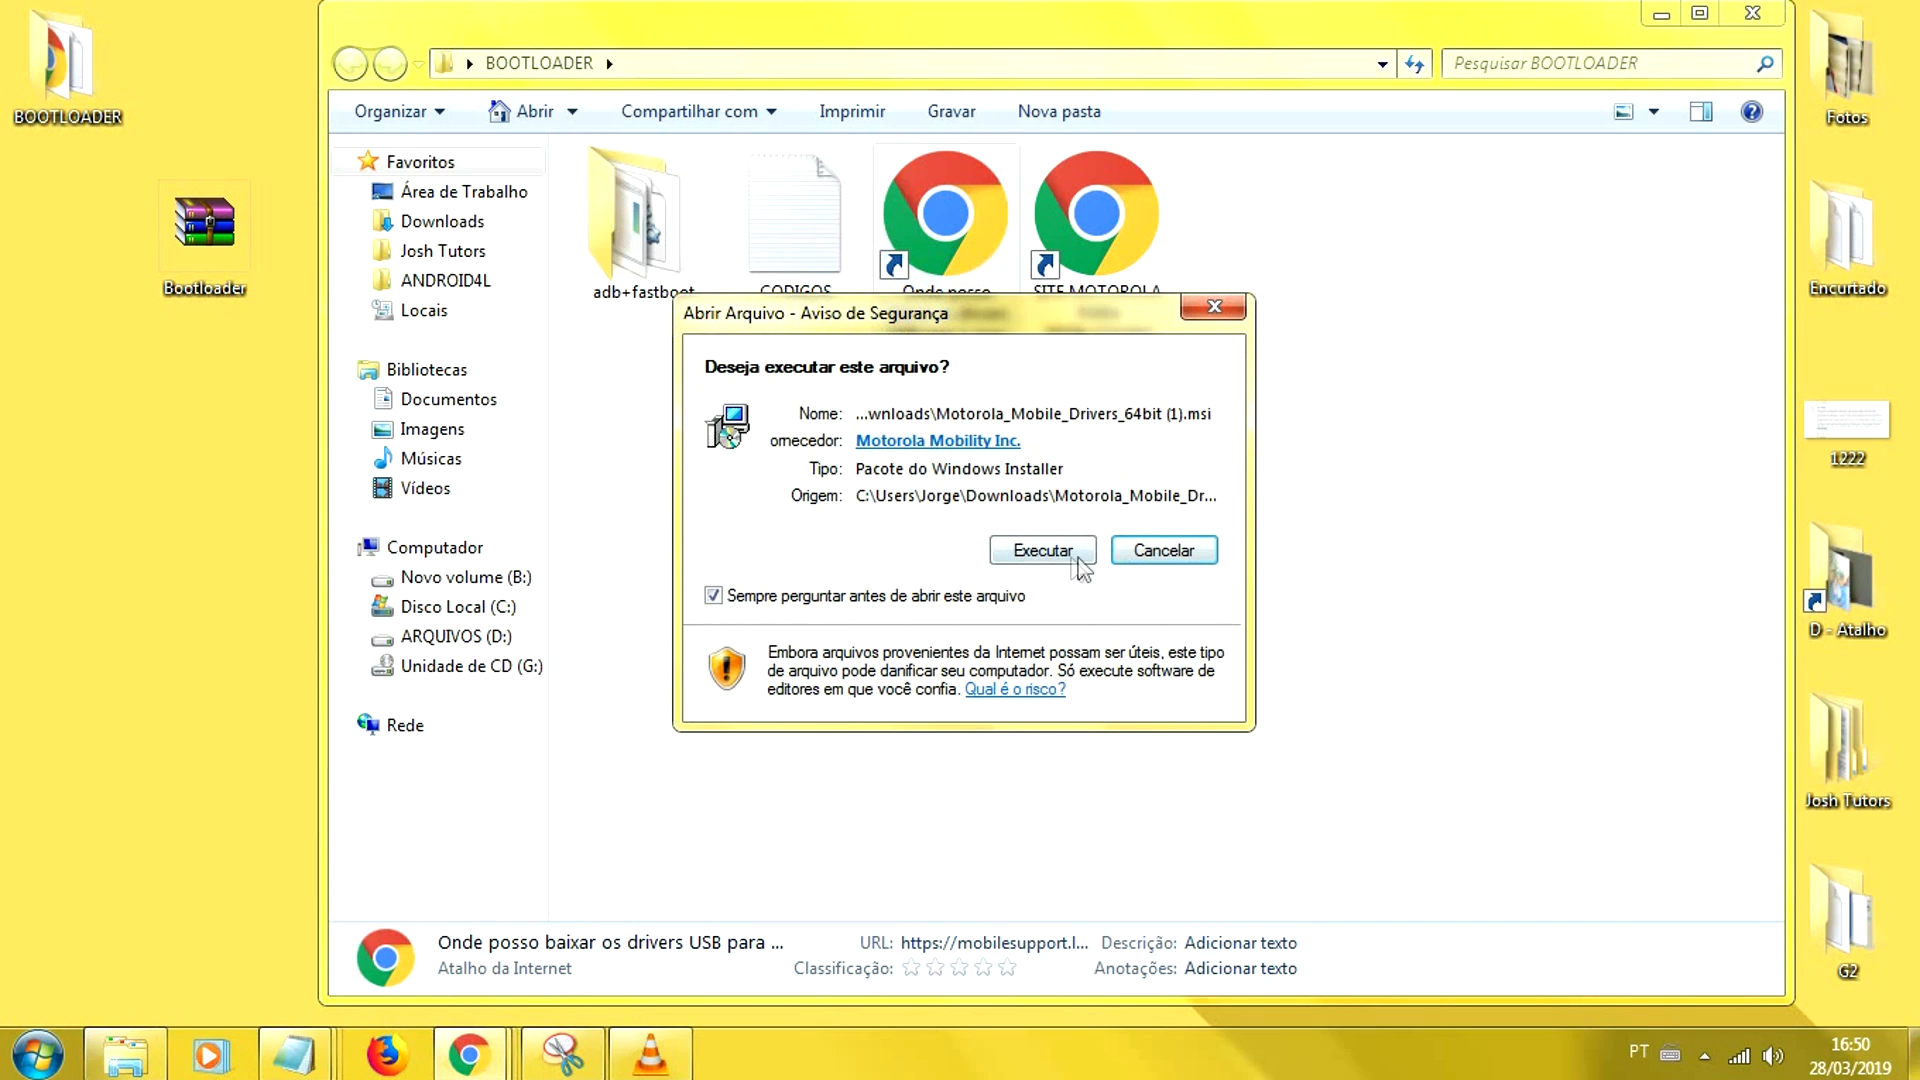 BOOTLOADER
Bootloader
BOOTLOADER
Pesquisar BOOTLOADER
Organizar
Abrir
Compartilhar com
Imprimir
Gravar
Nova pasta
Favoritos
Área de Trabalho
Downloads
Josh Tutors
ANDROID4L
Locais
Bibliotecas
Documentos
Imagens
Músicas
Vídeos
Computador
Novo volume (B:)
Disco Local (C:)
ARQUIVOS (D:)
Unidade de CD (G:)
Rede
adb+fastboot
CODIGOS
Onde posso
SITE MOTOROLA
Abrir Arquivo - Aviso de Segurança
Deseja executar este arquivo?
Nome: ...wnloads\Motorola_Mobile_Drivers_64bit (1).msi
ornecedor: Motorola Mobility Inc.
Tipo: Pacote do Windows Installer
Origem: C:\Users\Jorge\Downloads\Motorola_Mobile_Dr...
Executar
Cancelar
Sempre perguntar antes de abrir este arquivo
Embora arquivos provenientes da Internet possam ser úteis, este tipo
de arquivo pode danificar seu computador. Só execute software de
editores em que você confia. Qual é o risco?
Onde posso baixar os drivers USB para ...
URL: https://mobilesupport.l...
Descrição: Adicionar texto
Atalho da Internet
Classificação:
Anotações: Adicionar texto
Fotos
Encurtado
1222
D - Atalho
Josh Tutors
G2
PT
16:50
28/03/2019